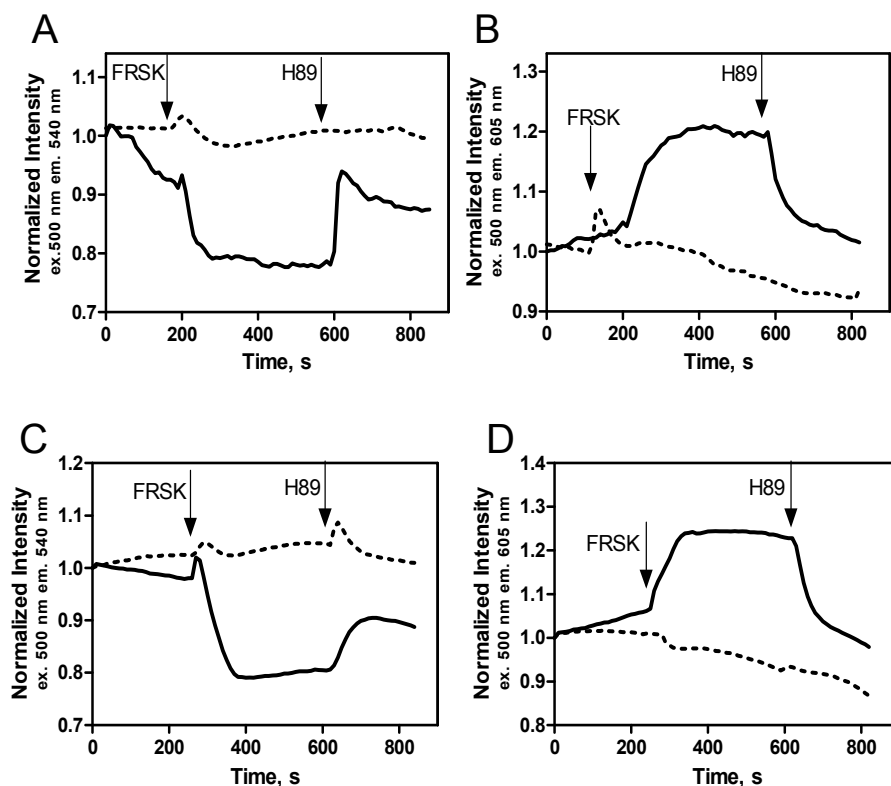 A
FRSK
H89
Normalized Intensity
ex.500 nm em. 540 nm
1.1
1.0
0.9
0.8
0.7
0 200 400 600 800
Time, s
B
FRSK
H89
Normalized Intensity
ex. 500 nm em. 605 nm
1.3
1.2
1.1
1.0
0.9
0 200 400 600 800
Time, s
C
FRSK
H89
Normalized Intensity
ex. 500 nm em. 540 nm
1.2
1.1
1.0
0.9
0.8
0.7
0 200 400 600 800
Time, s
D
FRSK
H89
Normalized Intensity
ex. 500 nm em. 605 nm
1.4
1.3
1.2
1.1
1.0
0.9
0.8
0 200 400 600 800
Time, s